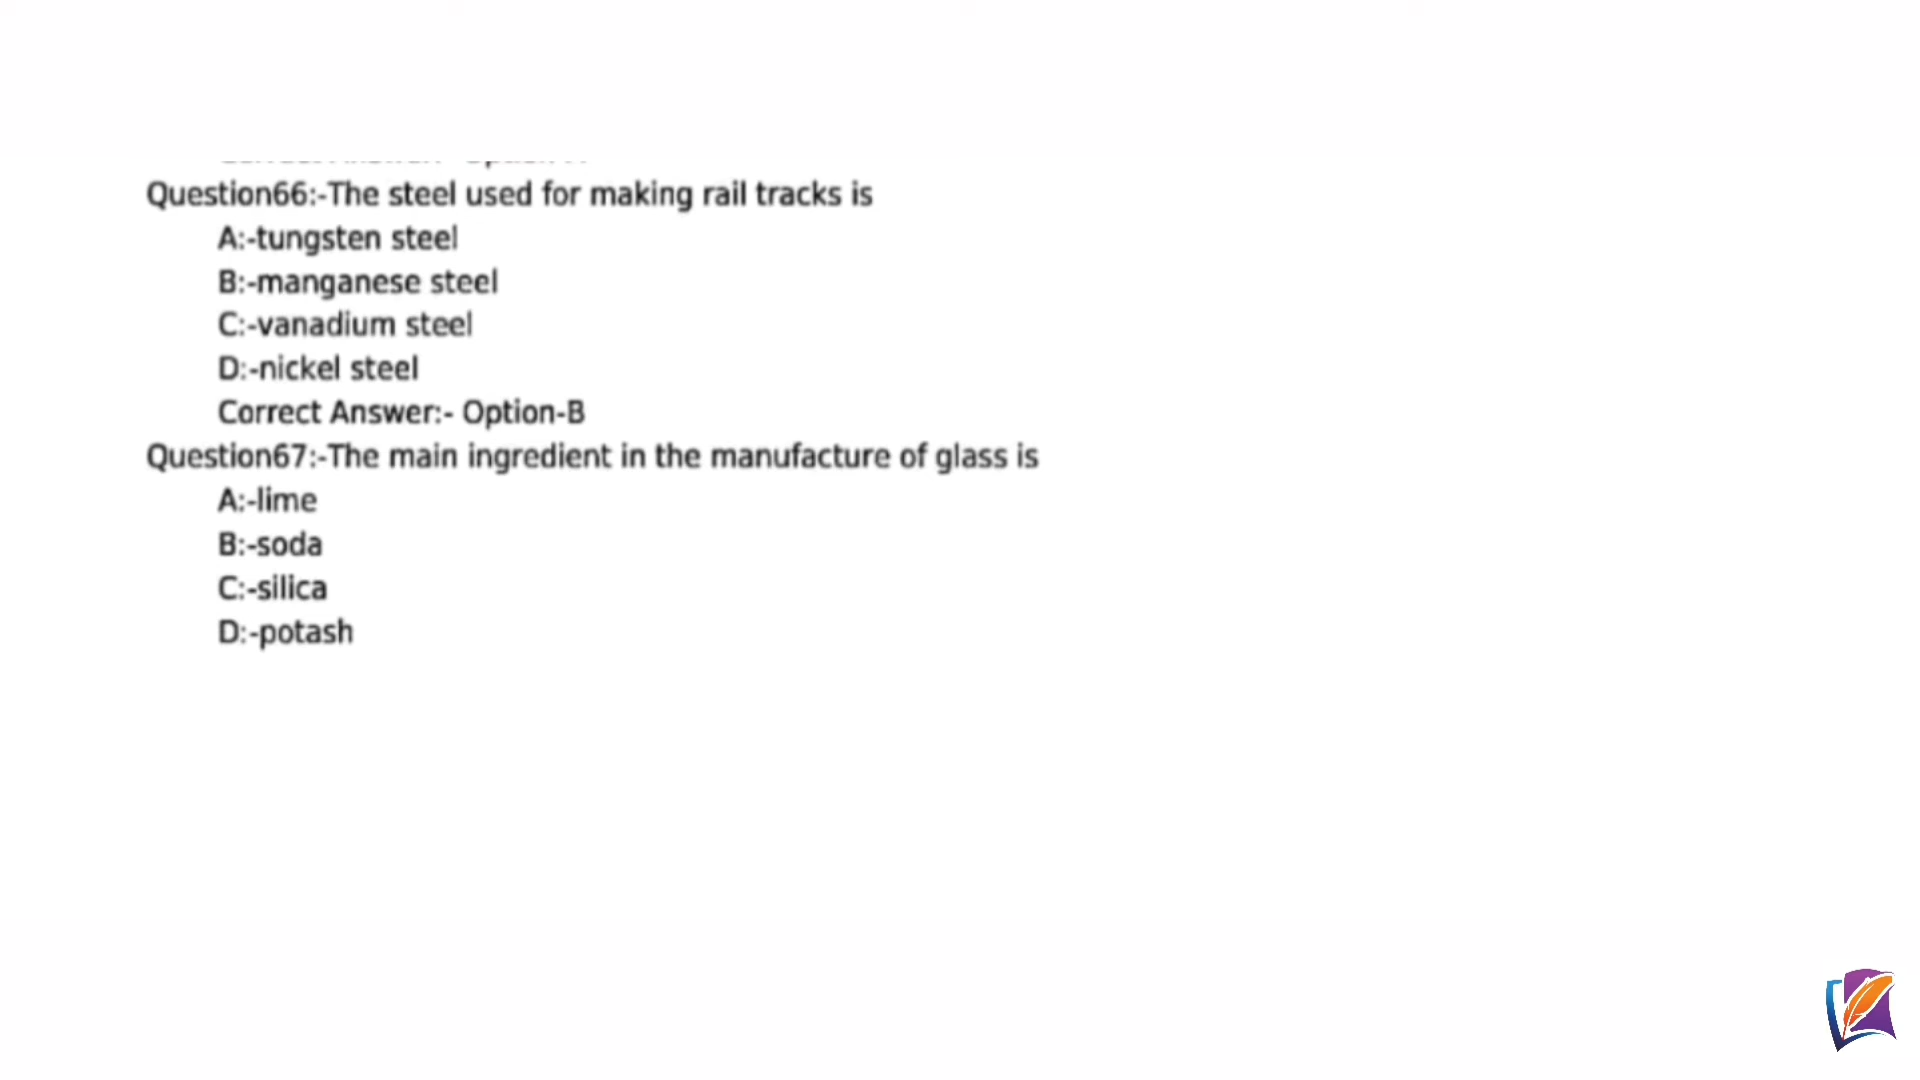 Question66:-The steel used for making rail tracks is
A:-tungsten steel
B:-manganese steel
C:-vanadium steel
D:-nickel steel
Correct Answer:- Option-B
Question67:-The main ingredient in the manufacture of glass is
A:-lime
B:-soda
C:-silica
D:-potash